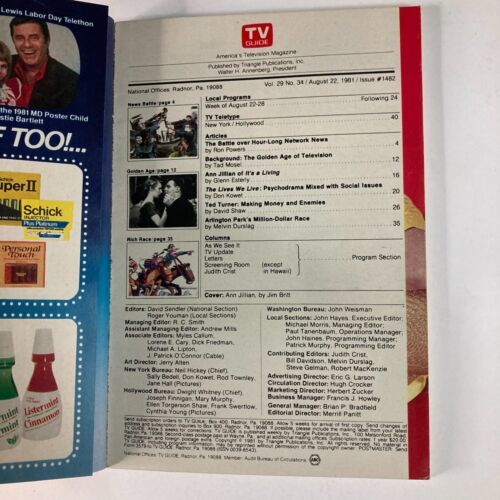 Lewis Labor Day Telethon
the 1981 MD Poster Child
stie Bartlett
F TOO!...
uper II
Schick
INJECTOR
Plus Platinum
Personal Touch
Listermint
Listermint
Cinnamon
TV
GUIDE
America's Television Magazine
Published by Triangle Publications, Inc.
Walter H. Annenberg, President
National Offices, Radnor, Pa. 19088
Vol. 29 No. 34 / August 22, 1981 / Issue #1482
News Battle: page 4
Golden Age: page 12
Rich Race: page 35
Local Programs
Week of August 22-28 Following 24
TV Teletype
New York / Hollywood 40
Articles
The Battle over Hour-Long Network News
by Ron Powers 4
Background: The Golden Age of Television
by Tad Mosel 12
Ann Jillian of It's a Living
by Glenn Esterly 16
The Lives We Live: Psychodrama Mixed with Social Issues
by Don Kowet 20
Ted Turner: Making Money and Enemies
by David Shaw 26
Arlington Park's Million-Dollar Race
by Melvin Durslag 35
Columns
As We See It
TV Update
Letters
Screening Room (except
Judith Crist in Hawaii)
Program Section
Cover: Ann Jillian, by Jim Britt
Editors: David Sendler (National Section)
Roger Youman (Local Sections)
Managing Editor: R. C. Smith
Assistant Managing Editor: Andrew Mills
Associate Editors: Myles Callum,
Lorene E. Cary, Dick Friedman,
Michael A. Lipton,
J. Patrick O'Connor (Cable)
Art Director: Jerry Alten
New York Bureau: Neil Hickey (Chief),
Sally Bedell, Don Kowet, Rod Townley,
Jane Hall (Pictures)
Hollywood Bureau: Dwight Whitney (Chief),
Joseph Finnigan, Mary Murphy,
Ellen Torgerson Shaw, Frank Swertlow,
Cynthia Young (Pictures)
Washington Bureau: John Weisman
Local Sections: John Hayes, Executive Editor;
Michael Morris, Managing Editor;
Paul Tanenbaum, Operations Manager;
John Haines, Programming Manager;
Patrick Murphy, Programming Editor
Contributing Editors: Judith Crist,
Bill Davidson, Melvin Durslag,
Steve Gelman, Robert MacKenzie
Advertising Director: Eric G. Larson
Circulation Director: Hugh Crocker
Marketing Director: Herbert Zucker
Business Manager: Francis J. Howley
General Manager: Brian P. Bradfield
Editorial Director: Merrill Panitt
National Offices: TV GUIDE, Radnor, Pa. 19088. Member, Audit Bureau of Circulations.